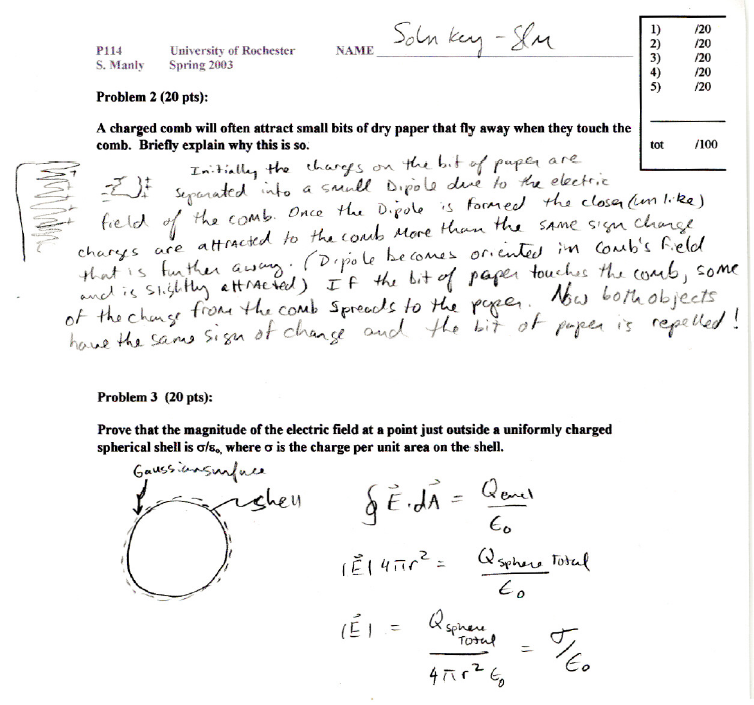 P114 University of Rochester NAME Soln Key - SLM
S. Manly Spring 2003
1) /20
2) /20
3) /20
4) /20
5) /20
tot /100
Problem 2 (20 pts):
A charged comb will often attract small bits of dry paper that fly away when they touch the
comb. Briefly explain why this is so.
Initially the charges on the bit of paper are
separated into a small Dipole due to the electric
field of the comb. Once the Dipole is formed the closer (unlike)
charges are attracted to the comb more than the same sign charge
that is further away. (Dipole becomes oriented in comb's field
and is slightly attracted) If the bit of paper touches the comb, some
of the charge from the comb spreads to the paper. Now both objects
have the same sign of charge and the bit of paper is repelled!
Problem 3 (20 pts):
Prove that the magnitude of the electric field at a point just outside a uniformly charged
spherical shell is σ/ε₀, where σ is the charge per unit area on the shell.
Gaussian surface
shell
∮ E⃗ · dA⃗ = Qencl / ε₀
|E⃗| 4πr² = Q sphere Total / ε₀
|E⃗| = Q sphere Total / 4πr² ε₀ = σ/ε₀